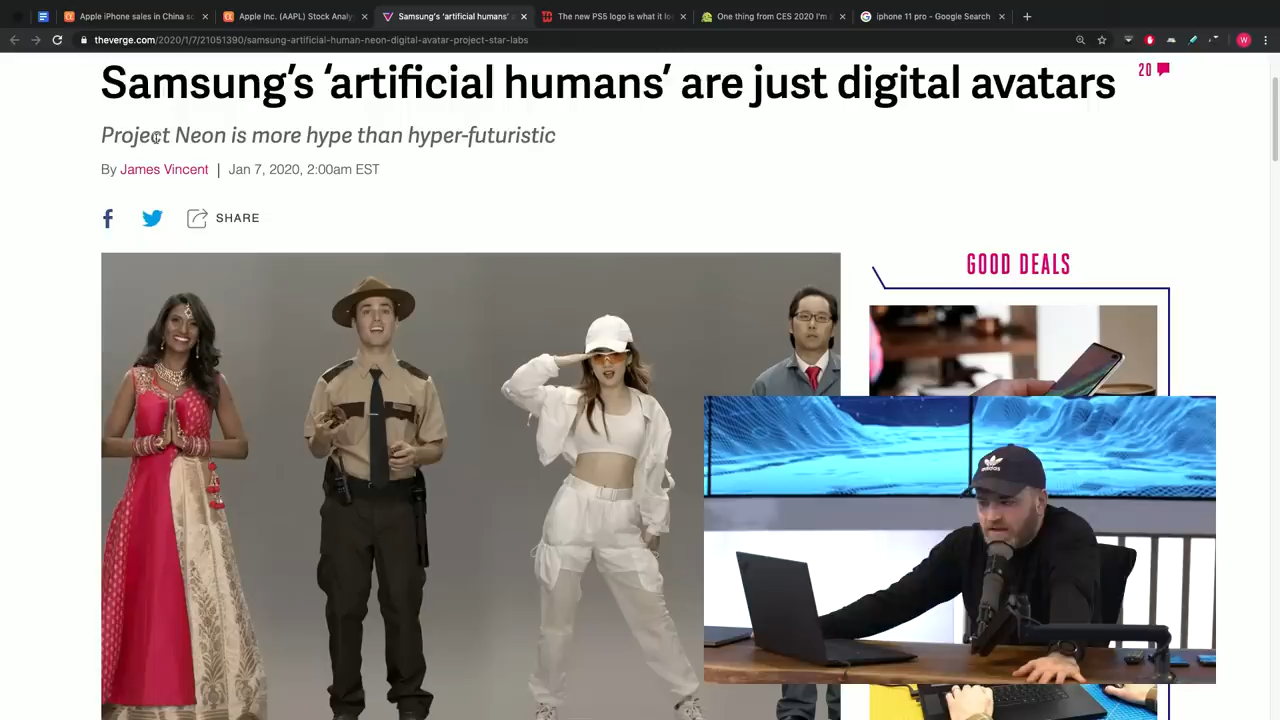 Apple iPhone sales in China sc
Apple Inc. (AAPL) Stock Analy
Samsung's 'artificial humans' a
The new PS5 logo is what it loo
One thing from CES 2020 I'm
iphone 11 pro - Google Search
theverge.com/2020/1/7/21051390/samsung-artificial-human-neon-digital-avatar-project-star-labs
W
Samsung's 'artificial humans' are just digital avatars
20
Project Neon is more hype than hyper-futuristic
By James Vincent | Jan 7, 2020, 2:00am EST
SHARE
GOOD DEALS
adidas